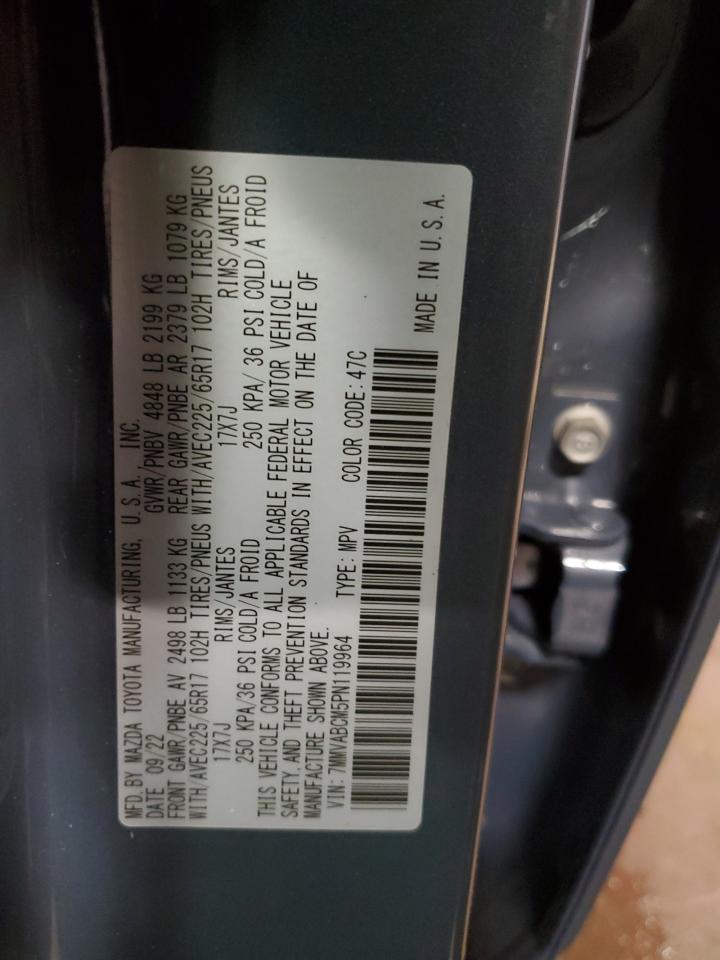 MFD. BY MAZDA TOYOTA MANUFACTURING, U.S.A., INC.
DATE 09/22 GVWR/PNBV 4848 LB 2199 KG
FRONT GAWR/PNBE AV 2498 LB 1133 KG REAR GAWR/PNBE AR 2379 LB 1079 KG
WITH/AVEC225/65R17 102H TIRES/PNEUS WITH/AVEC225/65R17 102H TIRES/PNEUS
17X7J RIMS/JANTES 17X7J RIMS/JANTES
250 KPA/36 PSI COLD/A FROID 250 KPA/ 36 PSI COLD/A FROID
THIS VEHICLE CONFORMS TO ALL APPLICABLE FEDERAL MOTOR VEHICLE
SAFETY,AND THEFT PREVENTION STANDARDS IN EFFECT ON THE DATE OF
MANUFACTURE SHOWN ABOVE.
VIN: 7MMVABCM5PN119964 TYPE: MPV COLOR CODE: 47C
MADE IN U.S.A.